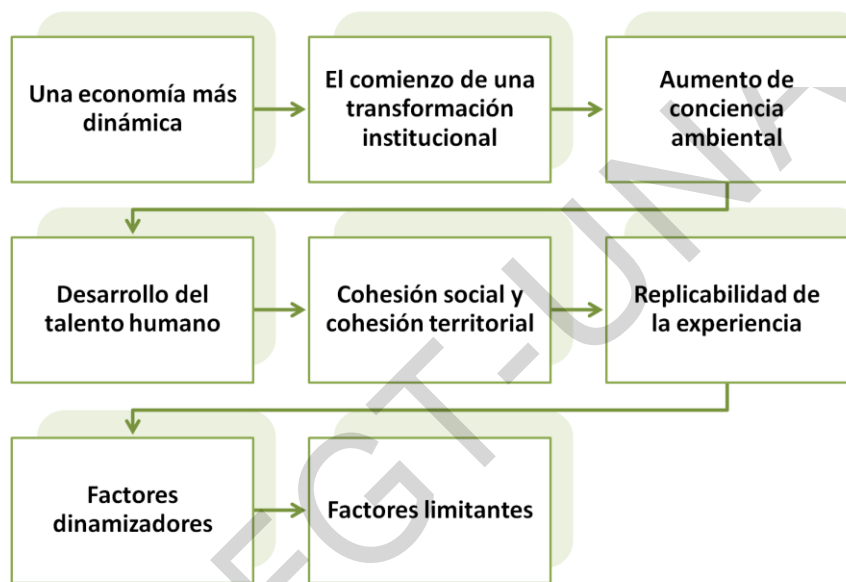 Una economía más
dinámica
El comienzo de una
transformación
institucional
Aumento de
conciencia
ambiental
Desarrollo del
talento humano
Cohesión social y
cohesión territorial
Replicabilidad de
la experiencia
Factores
dinamizadores
Factores limitantes
EGT-UNA